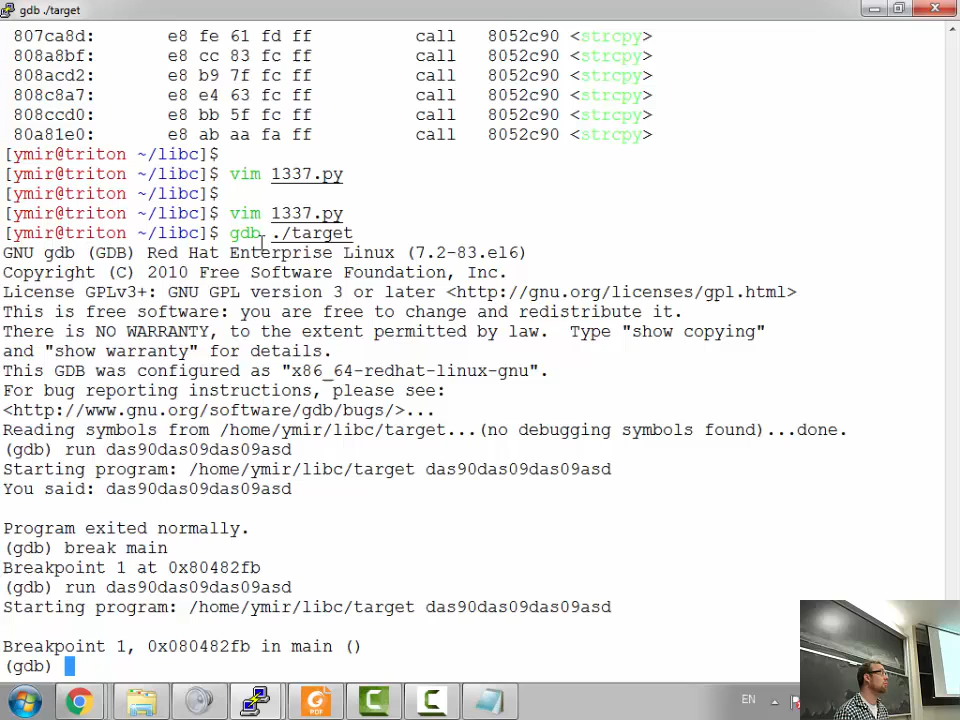 gdb ./target
807ca8d: e8 fe 61 fd ff call 8052c90 <strcpy>
808a8bf: e8 cc 83 fc ff call 8052c90 <strcpy>
808acd2: e8 b9 7f fc ff call 8052c90 <strcpy>
808c8a7: e8 e4 63 fc ff call 8052c90 <strcpy>
808ccd0: e8 bb 5f fc ff call 8052c90 <strcpy>
80a81e0: e8 ab aa fa ff call 8052c90 <strcpy>
[ymir@triton ~/libc]$
[ymir@triton ~/libc]$ vim 1337.py
[ymir@triton ~/libc]$
[ymir@triton ~/libc]$ vim 1337.py
[ymir@triton ~/libc]$ gdb ./target
GNU gdb (GDB) Red Hat Enterprise Linux (7.2-83.el6)
Copyright (C) 2010 Free Software Foundation, Inc.
License GPLv3+: GNU GPL version 3 or later <http://gnu.org/licenses/gpl.html>
This is free software: you are free to change and redistribute it.
There is NO WARRANTY, to the extent permitted by law.  Type "show copying"
and "show warranty" for details.
This GDB was configured as "x86_64-redhat-linux-gnu".
For bug reporting instructions, please see:
<http://www.gnu.org/software/gdb/bugs/>...
Reading symbols from /home/ymir/libc/target...(no debugging symbols found)...done.
(gdb) run das90das09das09asd
Starting program: /home/ymir/libc/target das90das09das09asd
You said: das90das09das09asd
Program exited normally.
(gdb) break main
Breakpoint 1 at 0x80482fb
(gdb) run das09das09das09asd
Starting program: /home/ymir/libc/target das09das09das09asd
Breakpoint 1, 0x080482fb in main ()
(gdb)
EN